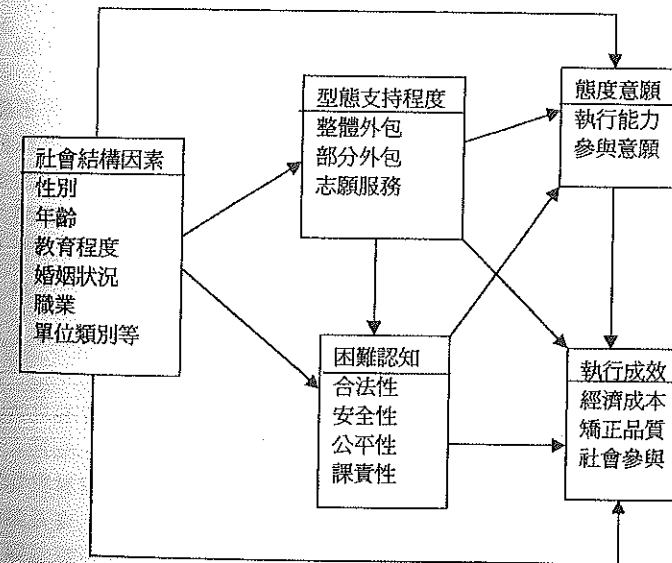 社會結構因素
性別
年齡
教育程度
婚姻狀況
職業
單位類別等
型態支持程度
整體外包
部分外包
志願服務
困難認知
合法性
安全性
公平性
課責性
態度意願
執行能力
參與意願
執行成效
經濟成本
矯正品質
社會參與